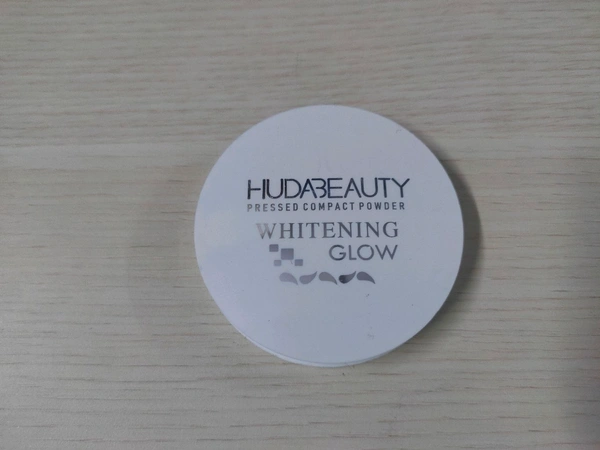 HUDABEAUTY
PRESSED COMPACT POWDER
WHITENING
GLOW